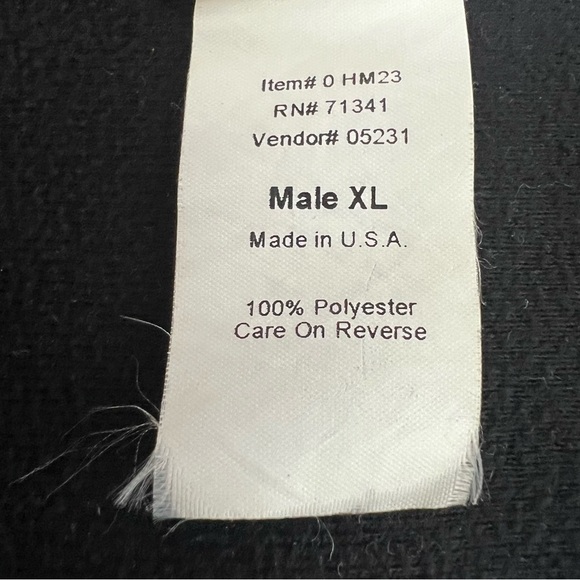 Item# 0 HM23
RN# 71341
Vendor# 05231
Male XL
Made in U.S.A.
100% Polyester
Care On Reverse